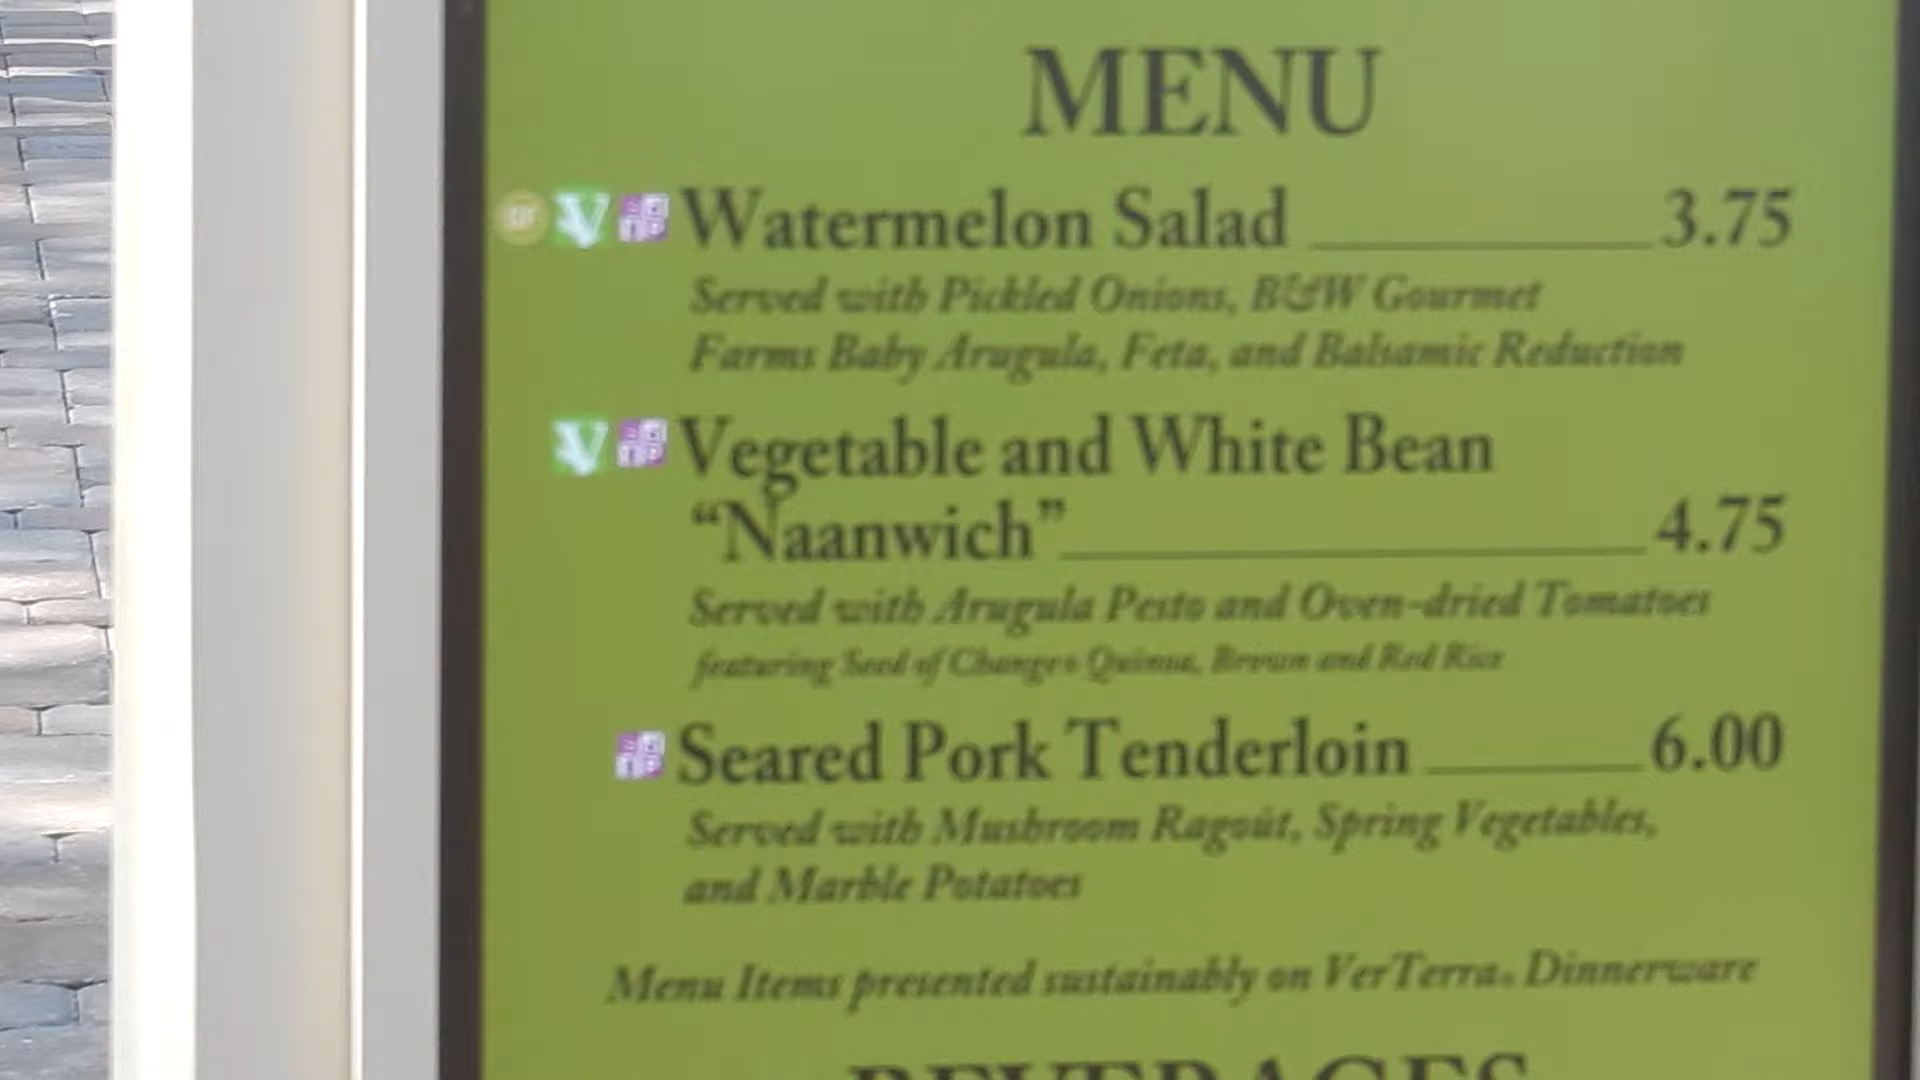 MENU
GF V Watermelon Salad 3.75
Served with Pickled Onions, B&W Gourmet
Farms Baby Arugula, Feta, and Balsamic Reduction
V Vegetable and White Bean
“Naanwich” 4.75
Served with Arugula Pesto and Oven-dried Tomatoes
featuring Seed of Change® Quinoa, Brown and Red Rice
Seared Pork Tenderloin 6.00
Served with Mushroom Ragoût, Spring Vegetables,
and Marble Potatoes
Menu Items presented sustainably on VerTerra® Dinnerware
BEVERAGES